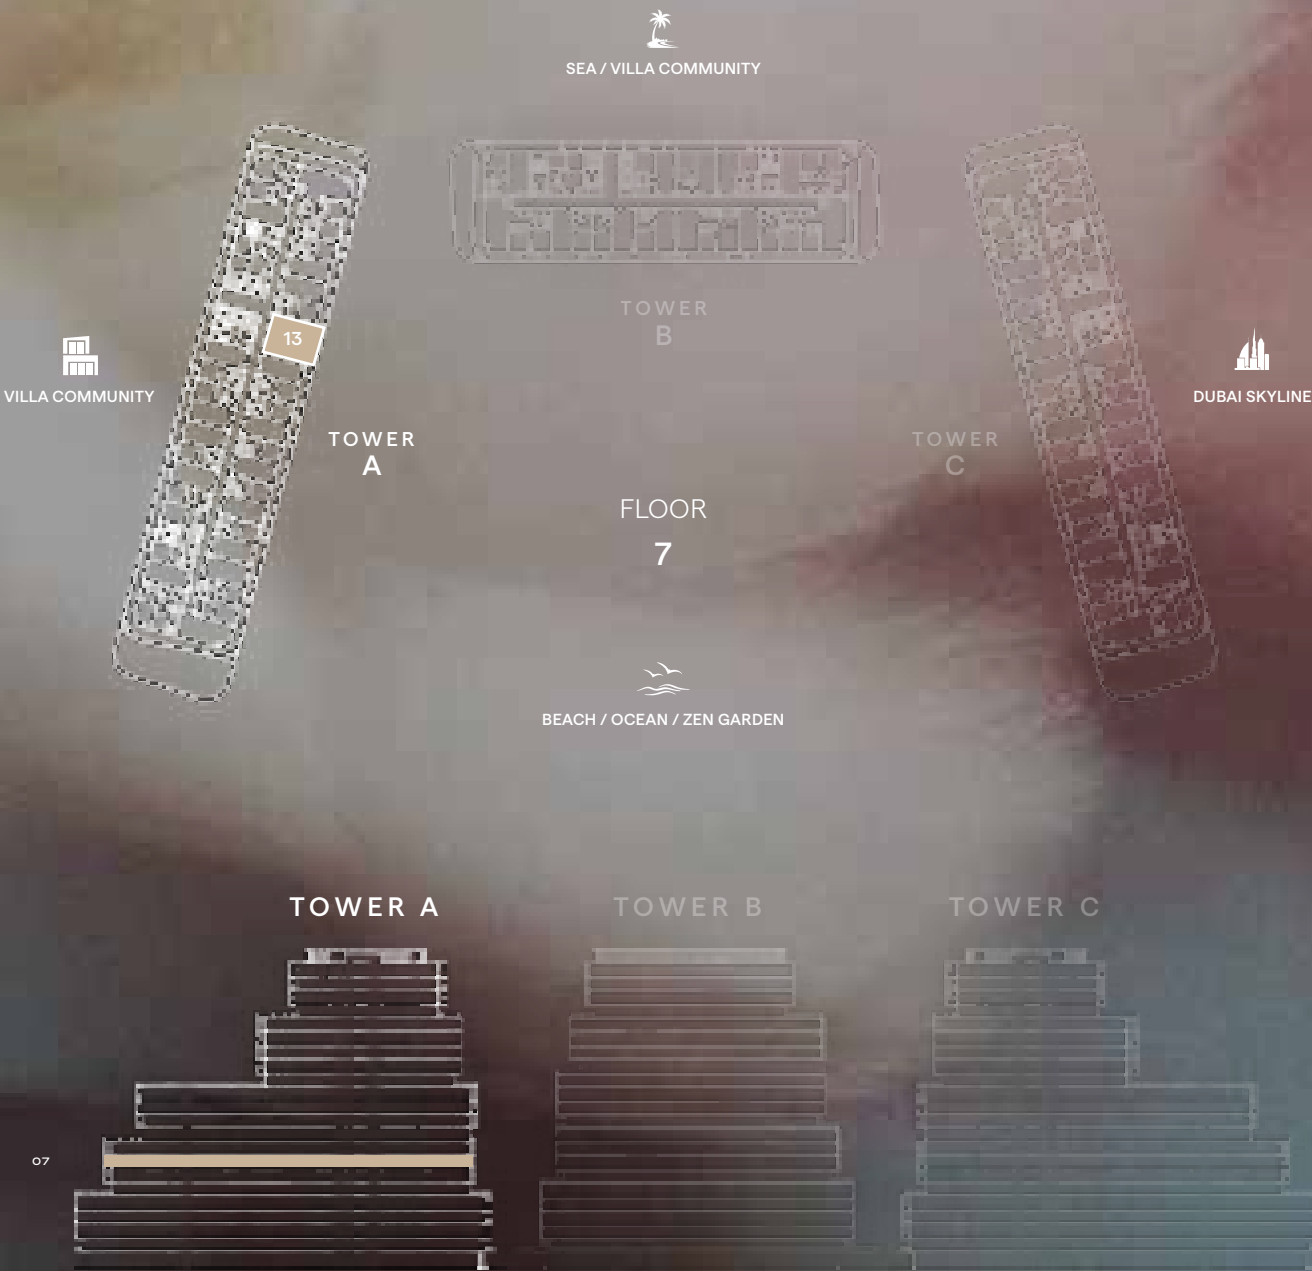 SEA / VILLA COMMUNITY
TOWER
B
13
VILLA COMMUNITY
DUBAI SKYLINE
TOWER
A
TOWER
C
FLOOR
7
BEACH / OCEAN / ZEN GARDEN
TOWER A
TOWER B
TOWER C
07